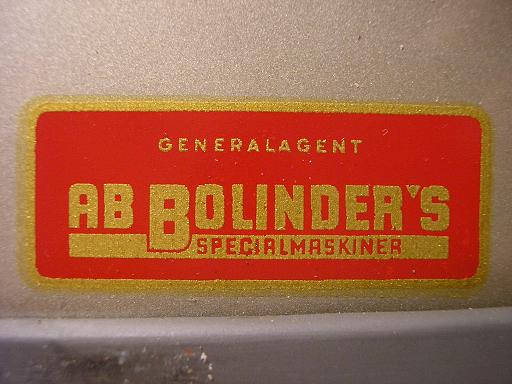 GENERALAGENT
AB BOLINDER'S
SPECIALMASKINER